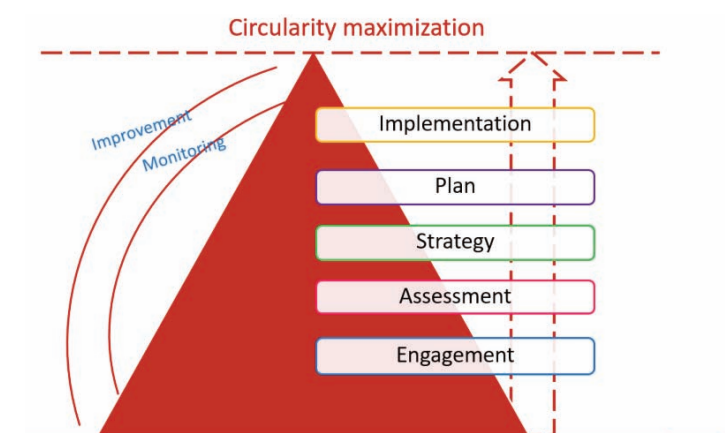 Circularity maximization
Improvement
Monitoring
Implementation
Plan
Strategy
Assessment
Engagement